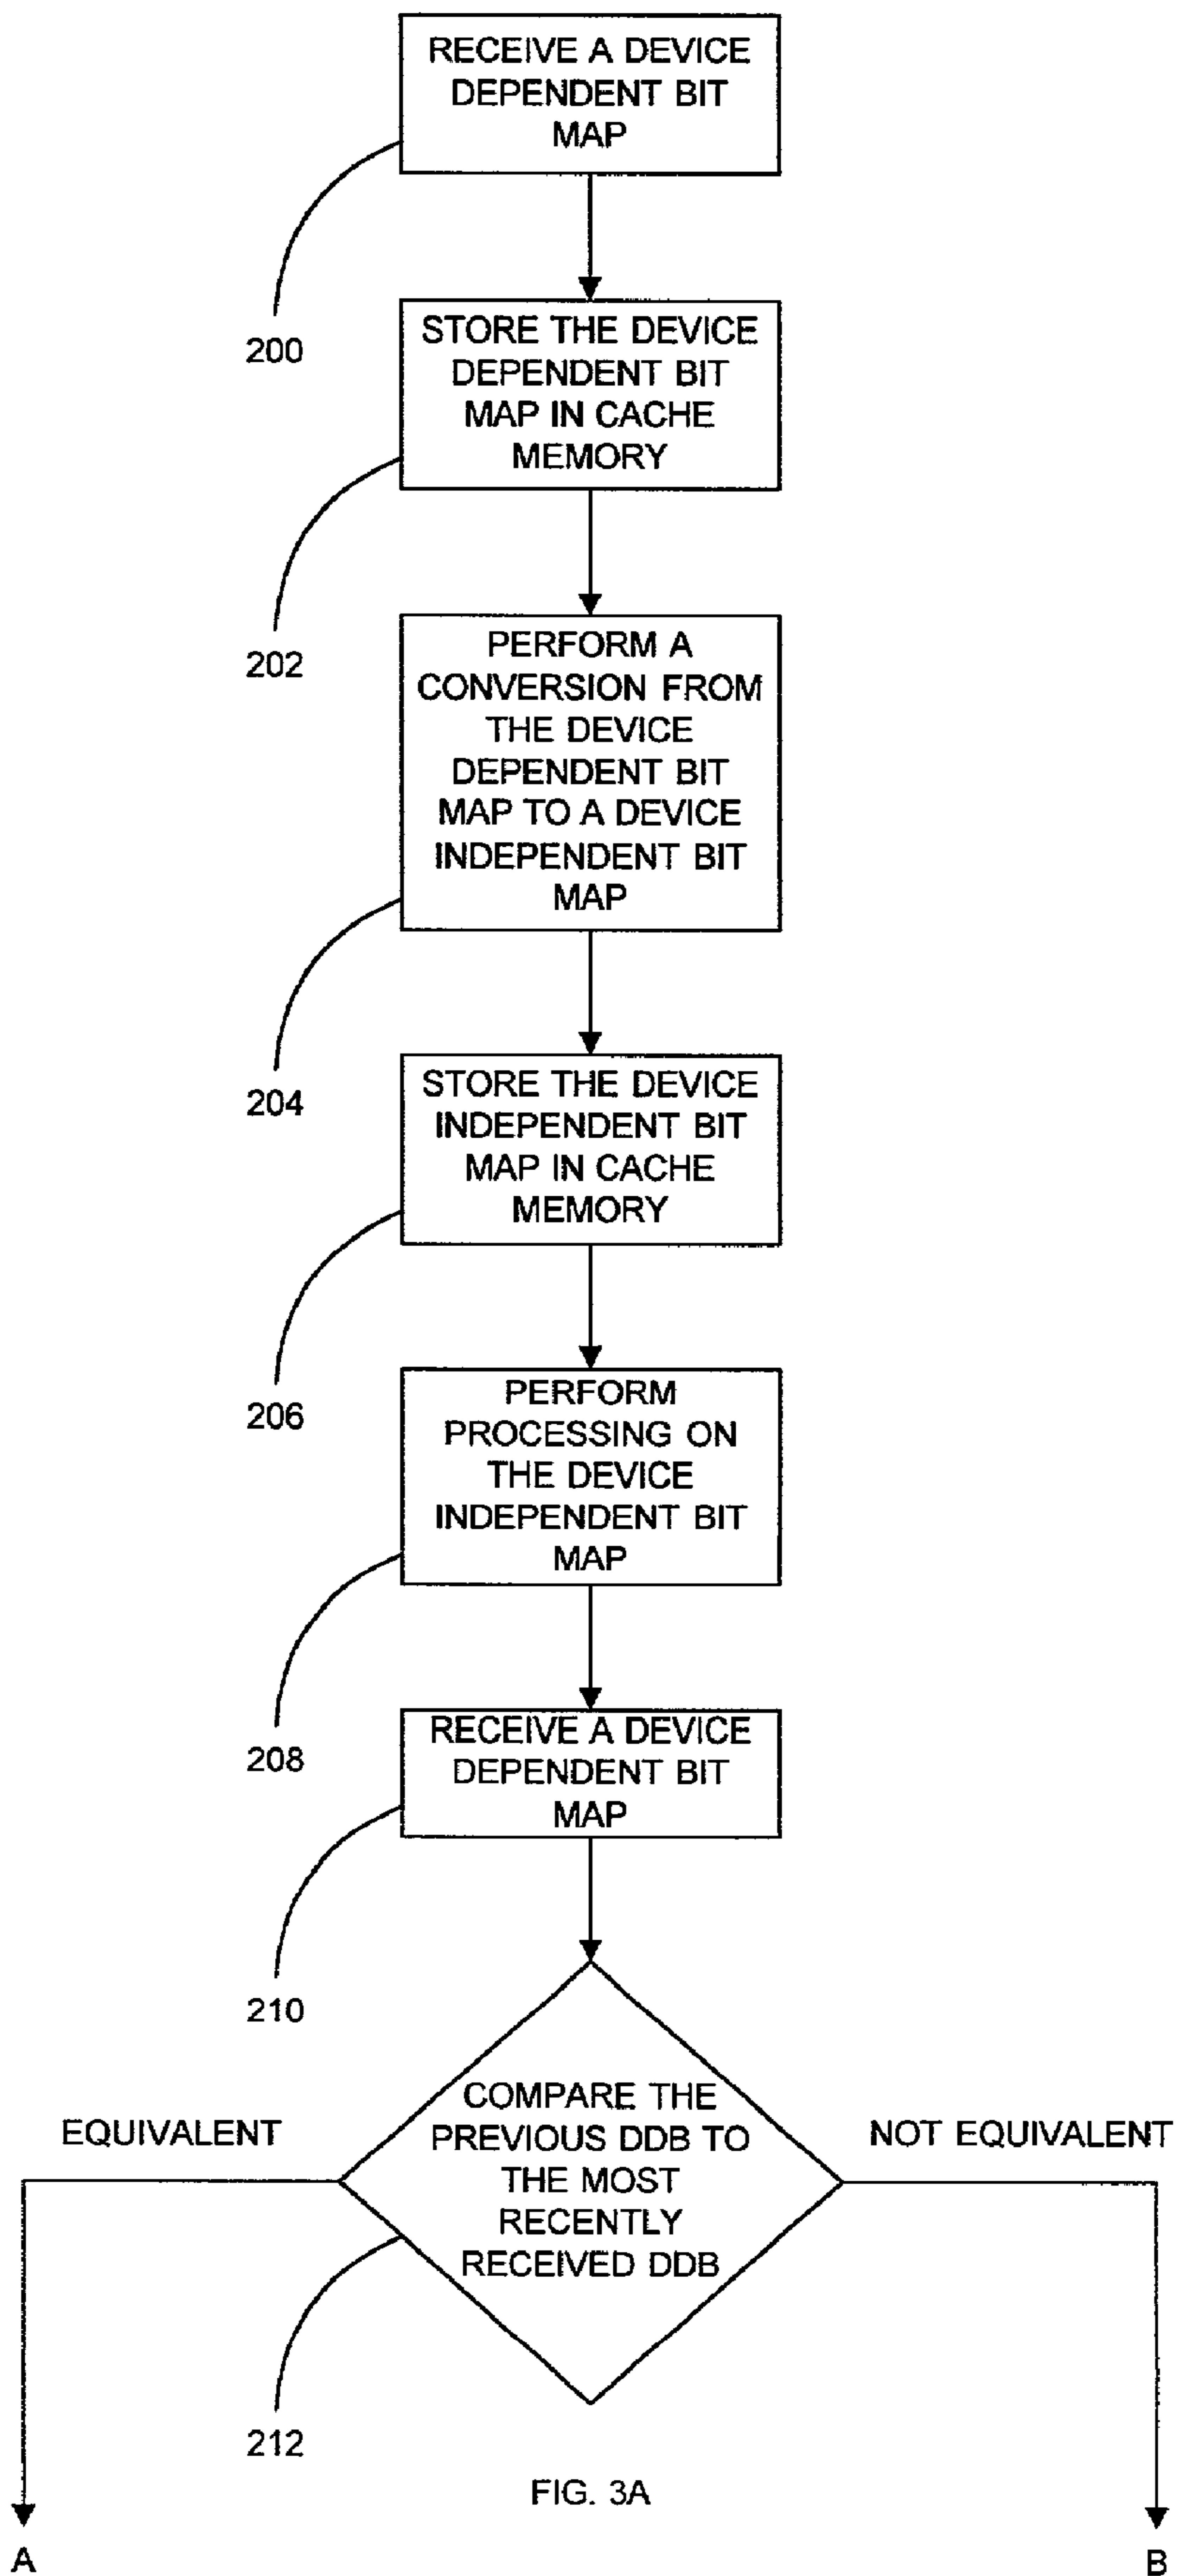 RECEIVE A DEVICE
DEPENDENT BIT
MAP
200
STORE THE DEVICE
DEPENDENT BIT
MAP IN CACHE
MEMORY
202
PERFORM A
CONVERSION FROM
THE DEVICE
DEPENDENT BIT
MAP TO A DEVICE
INDEPENDENT BIT
MAP
204
STORE THE DEVICE
INDEPENDENT BIT
MAP IN CACHE
MEMORY
206
PERFORM
PROCESSING ON
THE DEVICE
INDEPENDENT BIT
MAP
208
RECEIVE A DEVICE
DEPENDENT BIT
MAP
210
COMPARE THE
PREVIOUS DDB TO
THE MOST
RECENTLY
RECEIVED DDB
EQUIVALENT
NOT EQUIVALENT
212
FIG. 3A
A
B